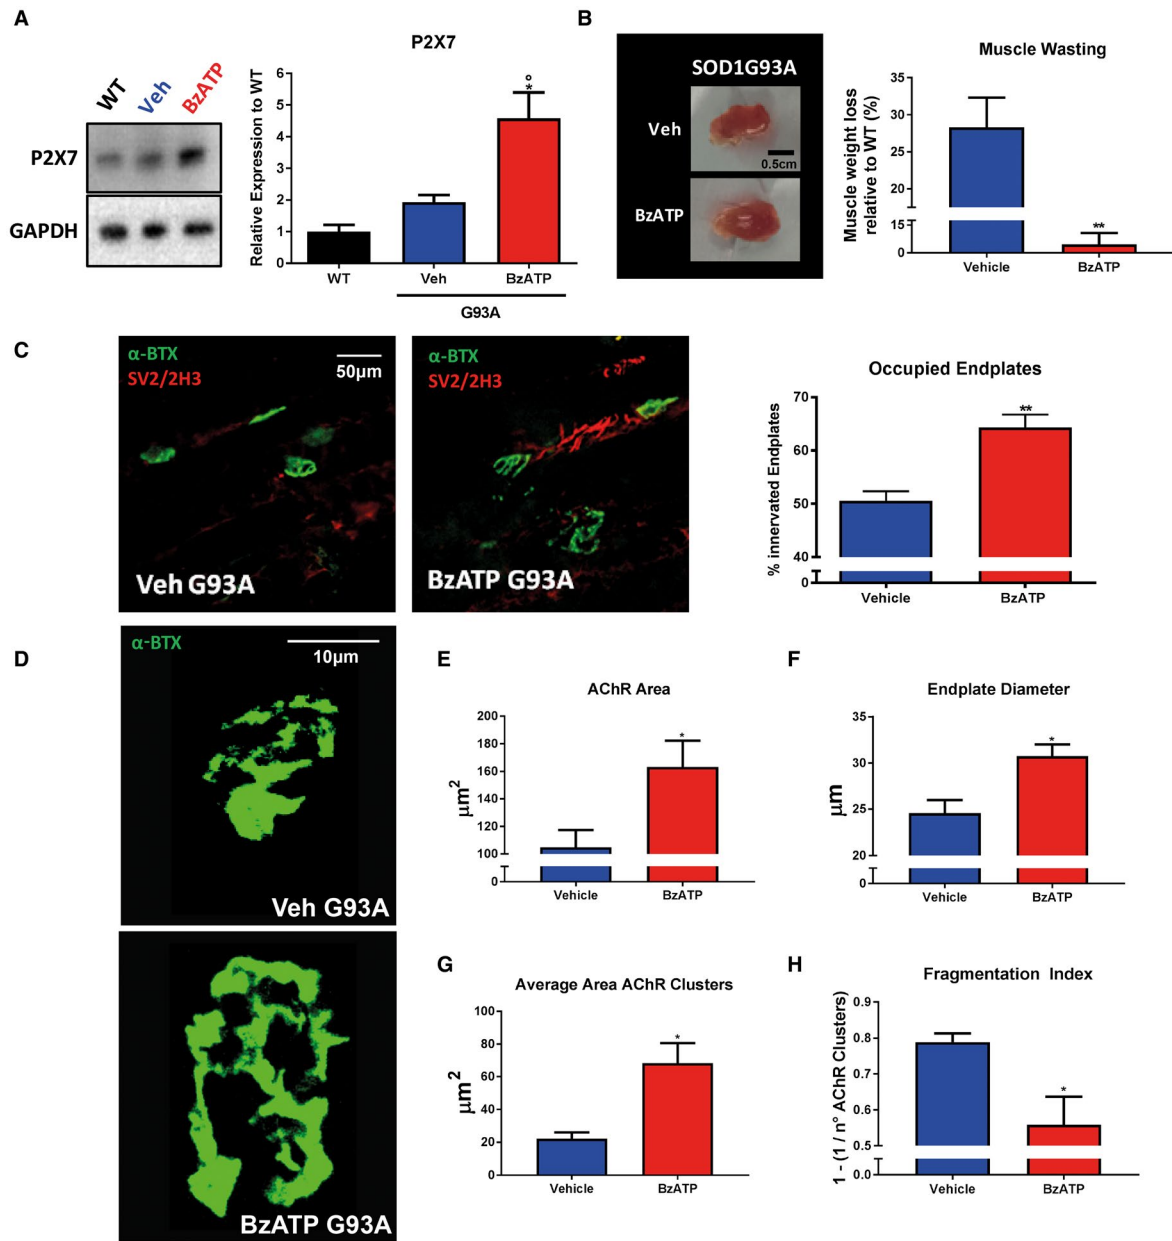 A
WT
Veh
BzATP
P2X7
GAPDH
P2X7
Relative Expression to WT
6
5
4
3
2
1
0
°
*
WT
Veh
BzATP
G93A
B
SOD1G93A
Veh
0.5cm
BzATP
Muscle Wasting
Muscle weight loss
relative to WT (%)
35
30
25
20
15
0
**
Vehicle
BzATP
C
α-BTX
SV2/2H3
50μm
Veh G93A
α-BTX
SV2/2H3
BzATP G93A
Occupied Endplates
% innervated Endplates
70
60
50
40
0
**
Vehicle
BzATP
D
α-BTX
10μm
Veh G93A
BzATP G93A
E
AChR Area
μm²
200
180
160
140
120
100
0
*
Vehicle
BzATP
F
Endplate Diameter
μm
35
30
25
20
0
*
Vehicle
BzATP
G
Average Area AChR Clusters
μm²
100
80
60
40
20
0
*
Vehicle
BzATP
H
Fragmentation Index
1 - (1 / n° AChR Clusters)
0.9
0.8
0.7
0.6
0.5
0.0
*
Vehicle
BzATP